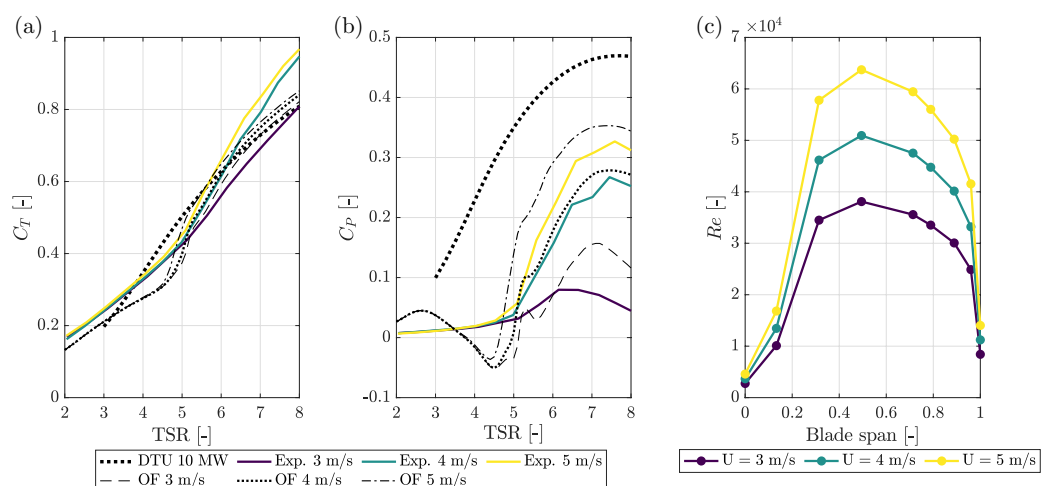 (a)
1
0.8
0.6
0.4
0.2
0
C_T [-]
2 3 4 5 6 7 8
TSR [-]
(b)
0.5
0.4
0.3
0.2
0.1
0
-0.1
C_P [-]
2 3 4 5 6 7 8
TSR [-]
DTU 10 MW Exp. 3 m/s Exp. 4 m/s Exp. 5 m/s
OF 3 m/s OF 4 m/s OF 5 m/s
(c)
×10⁴
7
6
5
4
3
2
1
0
Re [-]
0 0.2 0.4 0.6 0.8 1
Blade span [-]
U = 3 m/s U = 4 m/s U = 5 m/s